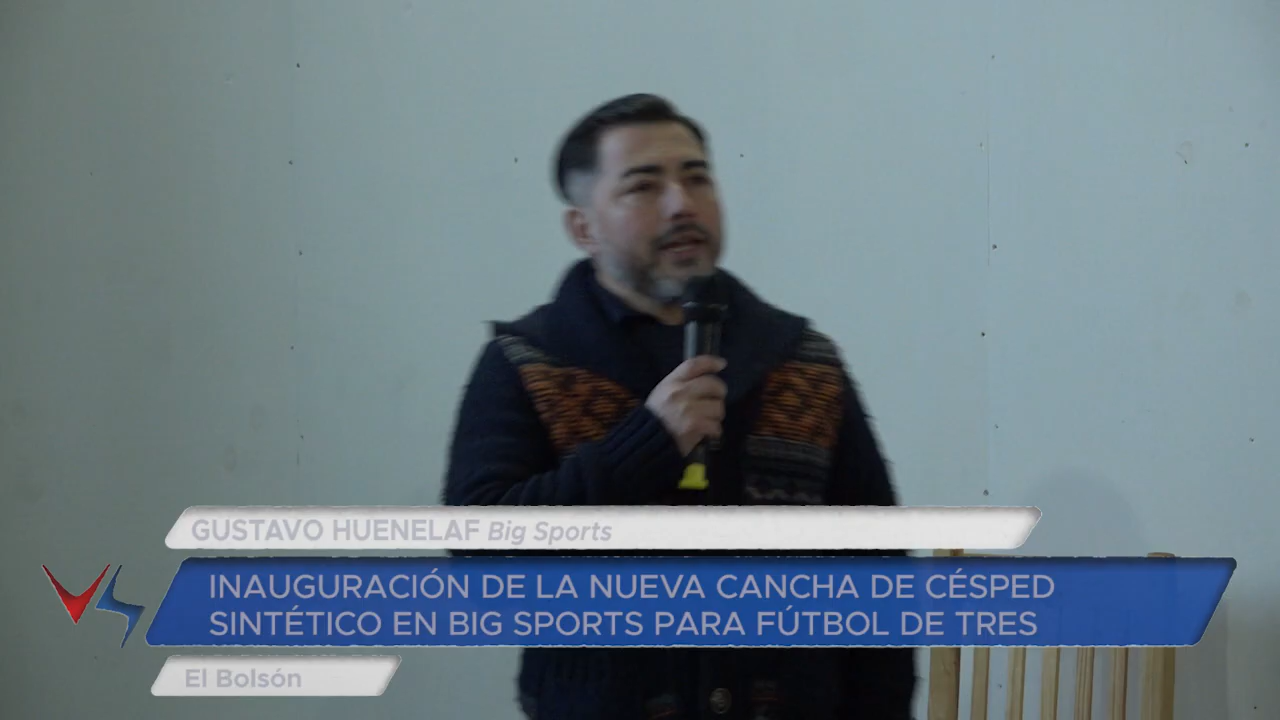 GUSTAVO HUENELAF Big Sports
INAUGURACIÓN DE LA NUEVA CANCHA DE CÉSPED
SINTÉTICO EN BIG SPORTS PARA FÚTBOL DE TRES
El Bolsón